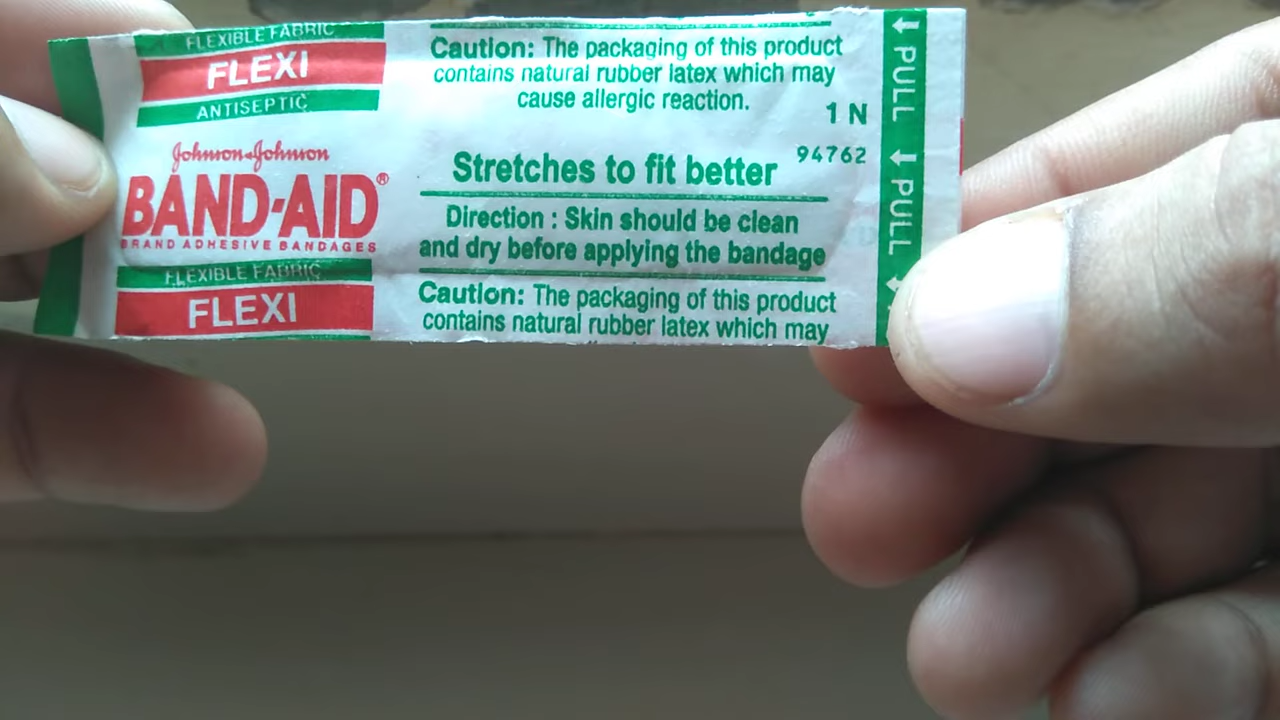 FLEXIBLE FABRIC
FLEXI
ANTISEPTIC
Johnson & Johnson
BAND-AID®
BRAND ADHESIVE BANDAGES
FLEXIBLE FABRIC
FLEXI
Caution: The packaging of this product
contains natural rubber latex which may
cause allergic reaction.
1 N
94762
Stretches to fit better
Direction : Skin should be clean
and dry before applying the bandage
Caution: The packaging of this product
contains natural rubber latex which may
PULL
PULL